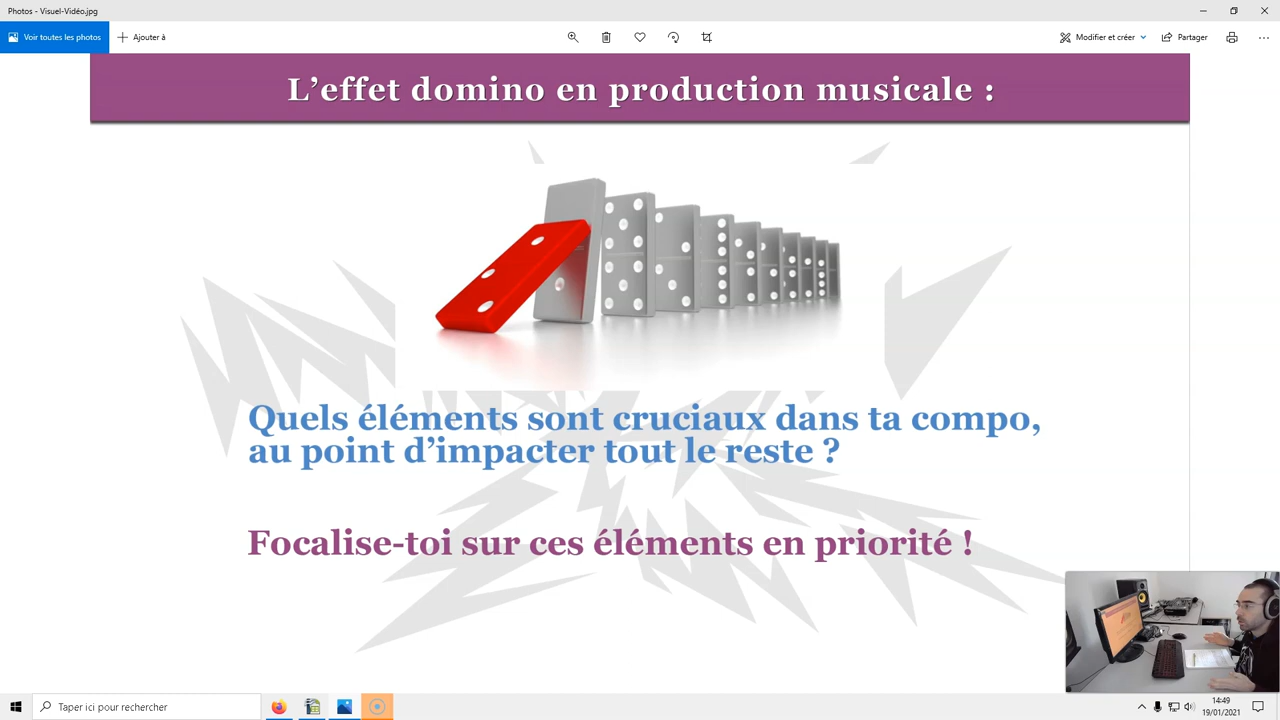 Photos - Visuel-Vidéo.jpg
Voir toutes les photos
Ajouter à
Modifier et créer
Partager
L’effet domino en production musicale :
Quels éléments sont cruciaux dans ta compo,
au point d’impacter tout le reste ?
Focalise-toi sur ces éléments en priorité !
Taper ici pour rechercher
14:49
19/01/2021